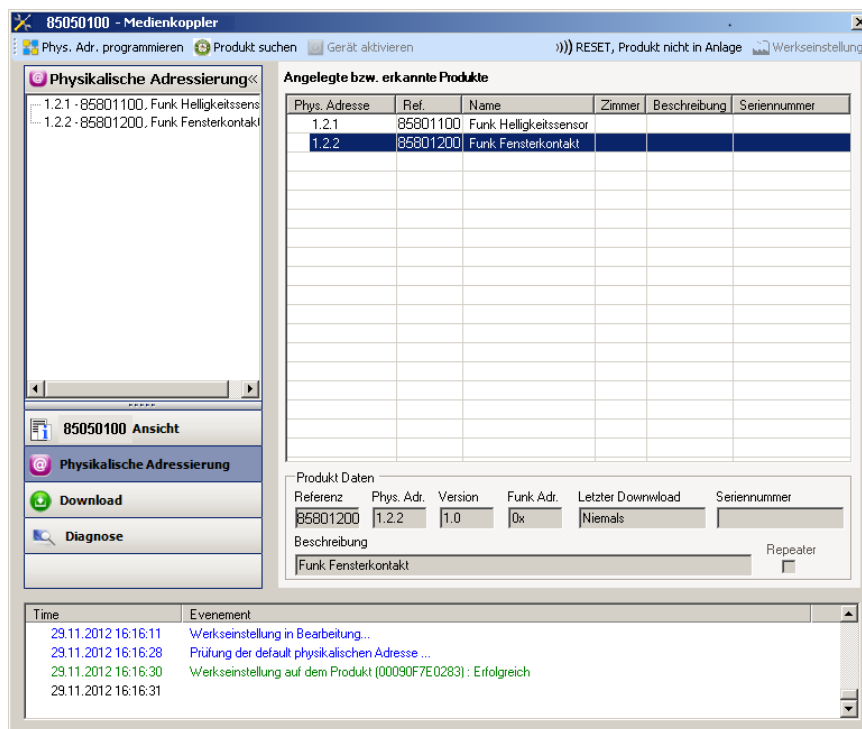 85050100 - Medienkoppler
Phys. Adr. programmieren Produkt suchen Gerät aktivieren ))) RESET, Produkt nicht in Anlage Werkseinstellung
Physikalische Adressierung«
1.2.1 - 85801100, Funk Helligkeitssens
1.2.2 - 85801200, Funk Fensterkontakt
85050100 Ansicht
Physikalische Adressierung
Download
Diagnose
Angelegte bzw. erkannte Produkte
Phys. Adresse Ref. Name Zimmer Beschreibung Seriennummer
1.2.1 85801100 Funk Helligkeitssensor
1.2.2 85801200 Funk Fensterkontakt
Produkt Daten
Referenz Phys. Adr. Version Funk Adr. Letzter Downwload Seriennummer
85801200 1.2.2 1.0 0x Niemals
Beschreibung
Repeater
Funk Fensterkontakt
Time Evenement
29.11.2012 16:16:11 Werkseinstellung in Bearbeitung...
29.11.2012 16:16:28 Prüfung der default physikalischen Adresse ...
29.11.2012 16:16:30 Werkseinstellung auf dem Produkt (00090F7E0283) : Erfolgreich
29.11.2012 16:16:31